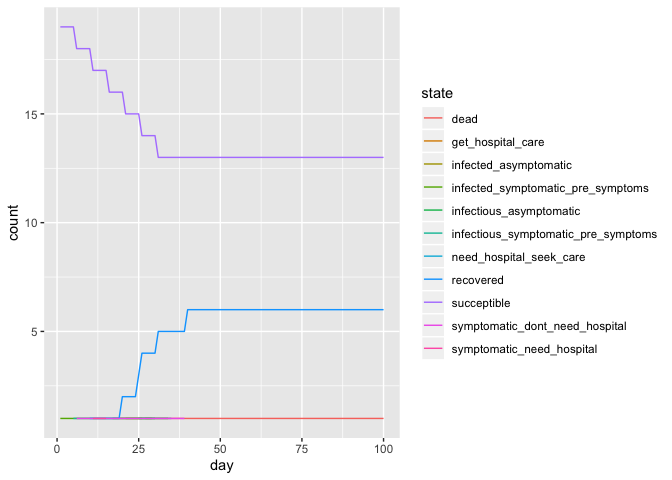 count
15
10
5
0
25
50
75
100
day
state
dead
get_hospital_care
infected_asymptomatic
infected_symptomatic_pre_symptoms
infectious_asymptomatic
infectious_symptomatic_pre_symptoms
need_hospital_seek_care
recovered
succeptible
symptomatic_dont_need_hospital
symptomatic_need_hospital